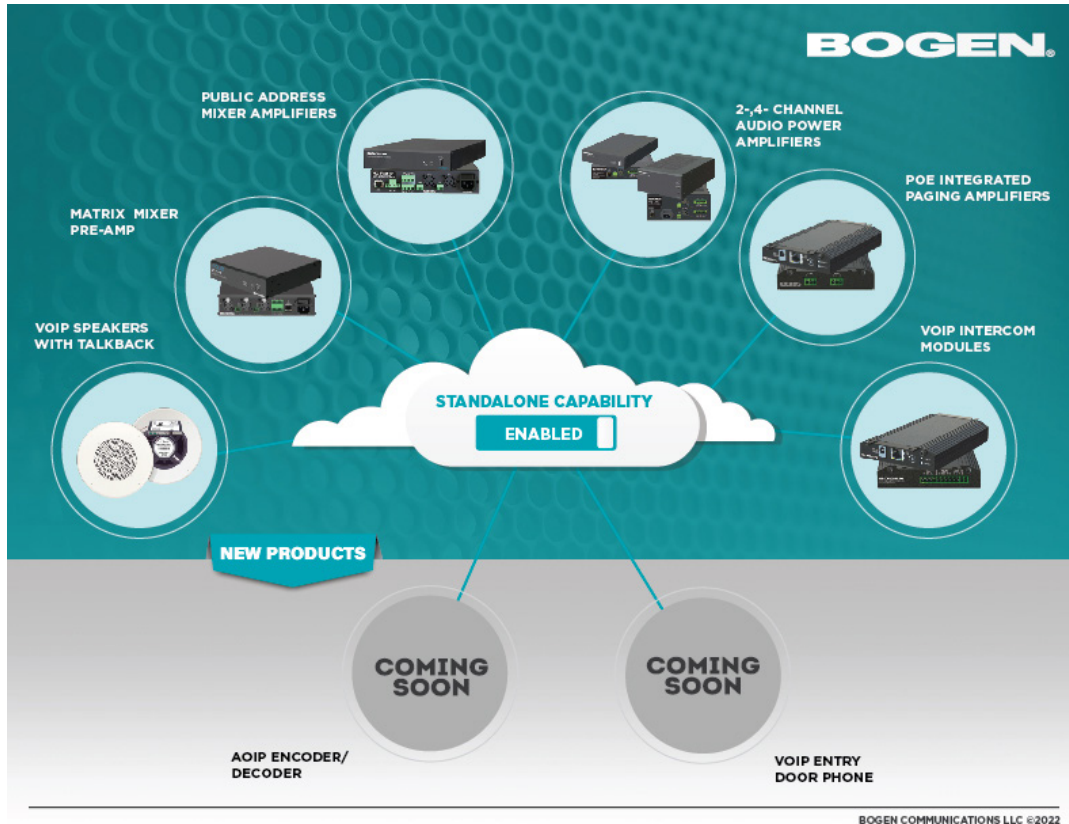 BOGEN®
PUBLIC ADDRESS
MIXER AMPLIFIERS
2-,4- CHANNEL
AUDIO POWER
AMPLIFIERS
POE INTEGRATED
PAGING AMPLIFIERS
MATRIX MIXER
PRE-AMP
VOIP SPEAKERS
WITH TALKBACK
VOIP INTERCOM
MODULES
STANDALONE CAPABILITY
ENABLED
NEW PRODUCTS
COMING
SOON
COMING
SOON
AOIP ENCODER/
DECODER
VOIP ENTRY
DOOR PHONE
BOGEN COMMUNICATIONS LLC ©2022